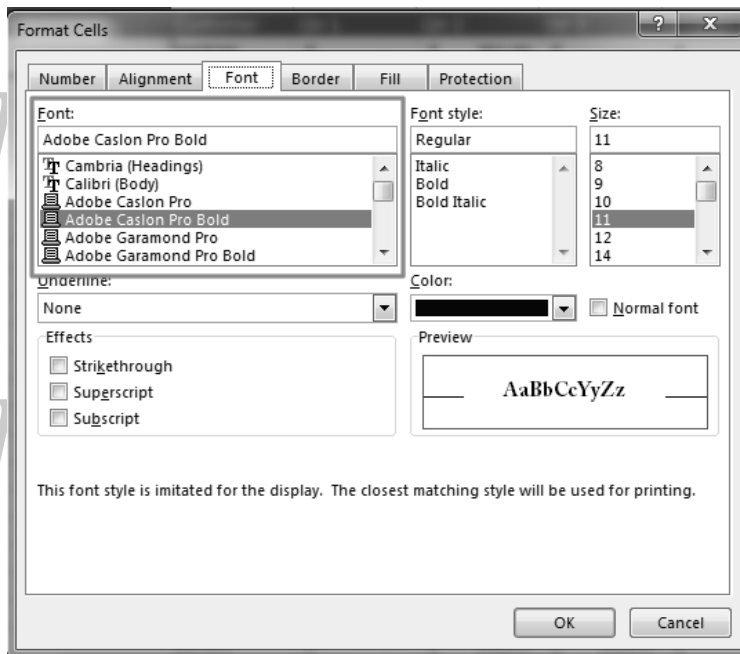 Format Cells
? x
Number Alignment Font Border Fill Protection
Font: Font style: Size:
Adobe Caslon Pro Bold Regular 11
Cambria (Headings) Italic 8
Calibri (Body) Bold 9
Adobe Caslon Pro Bold Italic 10
Adobe Caslon Pro Bold 11
Adobe Garamond Pro 12
Adobe Garamond Pro Bold 14
Underline: Color:
None Normal font
Effects Preview
Strikethrough
AaBbCcYyZz
Superscript
Subscript
This font style is imitated for the display. The closest matching style will be used for printing.
OK Cancel